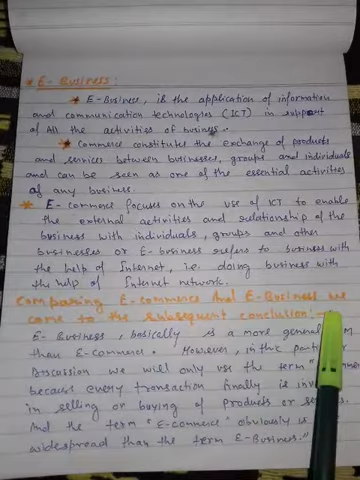 * E- Business:
* E-Business, is the application of information
and communication technologies (ICT) in support
of All the activities of business.
* Commerce constitutes the exchange of products
and services between businesses, groups and individuals
and can be seen as one of the essential activities
of any business.
* E- commerce focuses on the use of ICT to enable
the external activities and relationship of the
business with individuals, groups and other
businesses or E-business refers to business with
the help of Internet, i.e. doing business with
the help of Internet network.
Comparing E-commerce And E-Business we
came to the subsequent conclusion:-
E- Business, basically is a more general
than E-commerce. However, in this
Discussion we will only use the term "
because every transaction finally is
in selling or buying of products or
And the term "E-commerce" obviously is
widespread than the term E-Business."